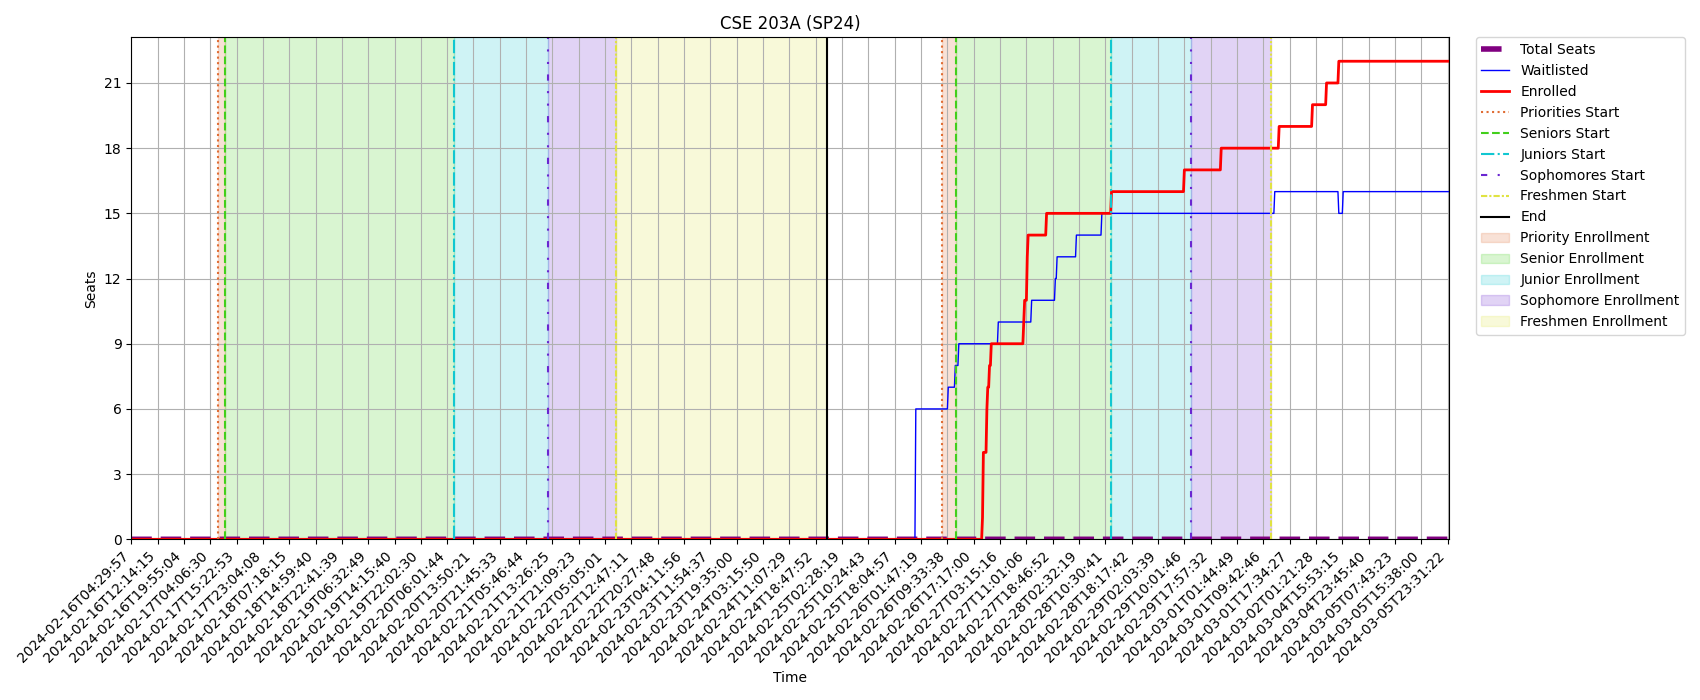 CSE 203A (SP24)
Seats
21
18
15
12
9
6
3
0
2024-02-16T04:29:57
2024-02-16T12:14:15
2024-02-16T19:55:04
2024-02-17T04:06:30
2024-02-17T15:22:53
2024-02-17T23:04:08
2024-02-18T07:18:15
2024-02-18T14:59:40
2024-02-18T22:41:39
2024-02-19T06:32:49
2024-02-19T14:15:40
2024-02-19T22:02:30
2024-02-20T06:01:44
2024-02-20T13:50:21
2024-02-20T21:45:33
2024-02-21T05:46:44
2024-02-21T13:26:25
2024-02-21T21:09:23
2024-02-22T05:05:01
2024-02-22T12:47:11
2024-02-22T20:27:48
2024-02-23T04:11:56
2024-02-23T11:54:37
2024-02-23T19:35:00
2024-02-24T03:15:50
2024-02-24T11:07:29
2024-02-24T18:47:52
2024-02-25T02:28:19
2024-02-25T10:24:43
2024-02-25T18:04:57
2024-02-26T01:47:19
2024-02-26T09:33:38
2024-02-26T17:17:00
2024-02-27T03:15:16
2024-02-27T11:01:06
2024-02-27T18:46:52
2024-02-28T02:32:19
2024-02-28T10:30:41
2024-02-28T18:17:42
2024-02-29T02:03:39
2024-02-29T10:01:46
2024-02-29T17:57:32
2024-03-01T01:44:49
2024-03-01T09:42:46
2024-03-01T17:34:27
2024-03-02T01:21:28
2024-03-04T15:53:15
2024-03-04T23:45:40
2024-03-05T07:43:23
2024-03-05T15:38:00
2024-03-05T23:31:22
Time
Total Seats
Waitlisted
Enrolled
Priorities Start
Seniors Start
Juniors Start
Sophomores Start
Freshmen Start
End
Priority Enrollment
Senior Enrollment
Junior Enrollment
Sophomore Enrollment
Freshmen Enrollment